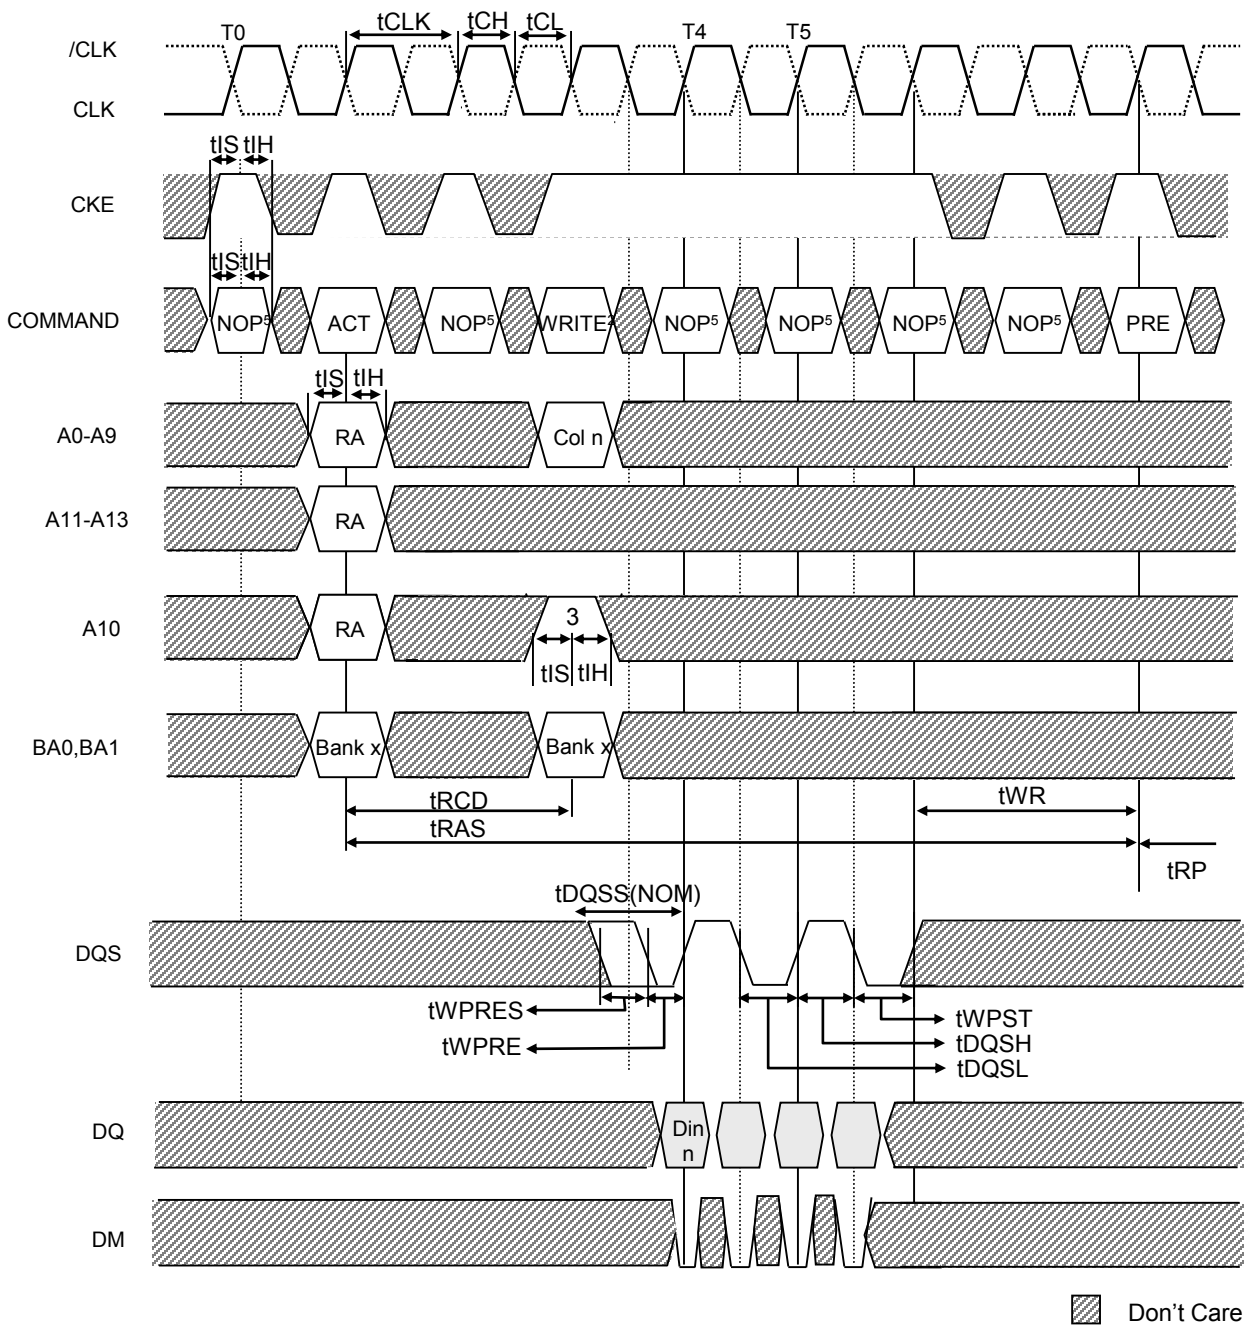 tCLK tCH tCL
T0 T4 T5
/CLK
CLK
tIS tIH
CKE
tIS tIH
COMMAND NOP⁵ ACT NOP⁵ WRITE² NOP⁵ NOP⁵ NOP⁵ NOP⁵ PRE
tIS tIH
A0-A9 RA Col n
A11-A13 RA
A10 RA 3
tIS tIH
BA0,BA1 Bank x Bank x
tRCD tWR
tRAS
tRP
tDQSS(NOM)
DQS
tWPRES tWPST
tWPRE tDQSH
tDQSL
DQ Din
n
DM
Don't Care